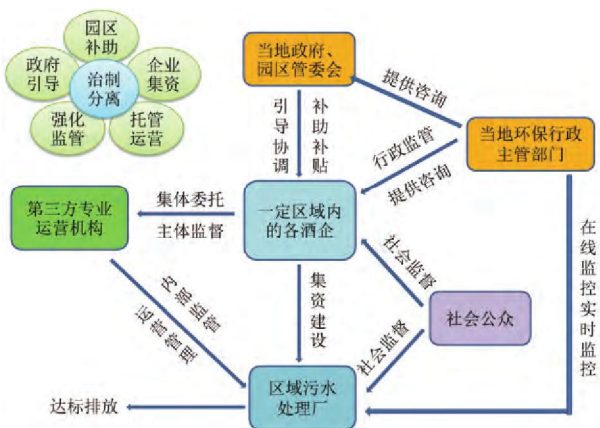 园区
补助
政府
引导
企业
集资
治制
分离
强化
监管
托管
运营
当地政府、
园区管委会
提供咨询
引导协调
补助补贴
行政监管
提供咨询
当地环保行政
主管部门
第三方专业
运营机构
集体委托
主体监督
一定区域内
的各酒企
社会监督
在线监控实时监控
内部监管
运营管理
集资建设
社会公众
社会监督
区域污水
处理厂
达标排放